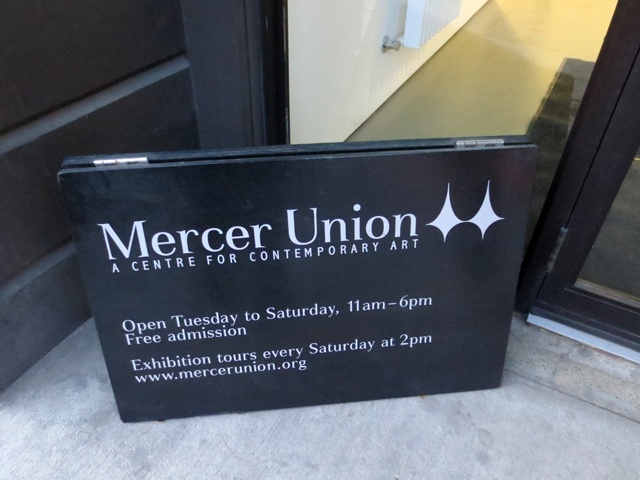 Mercer Union
A CENTRE FOR CONTEMPORARY ART
Open Tuesday to Saturday, 11am–6pm
Free admission
Exhibition tours every Saturday at 2pm
www.mercerunion.org